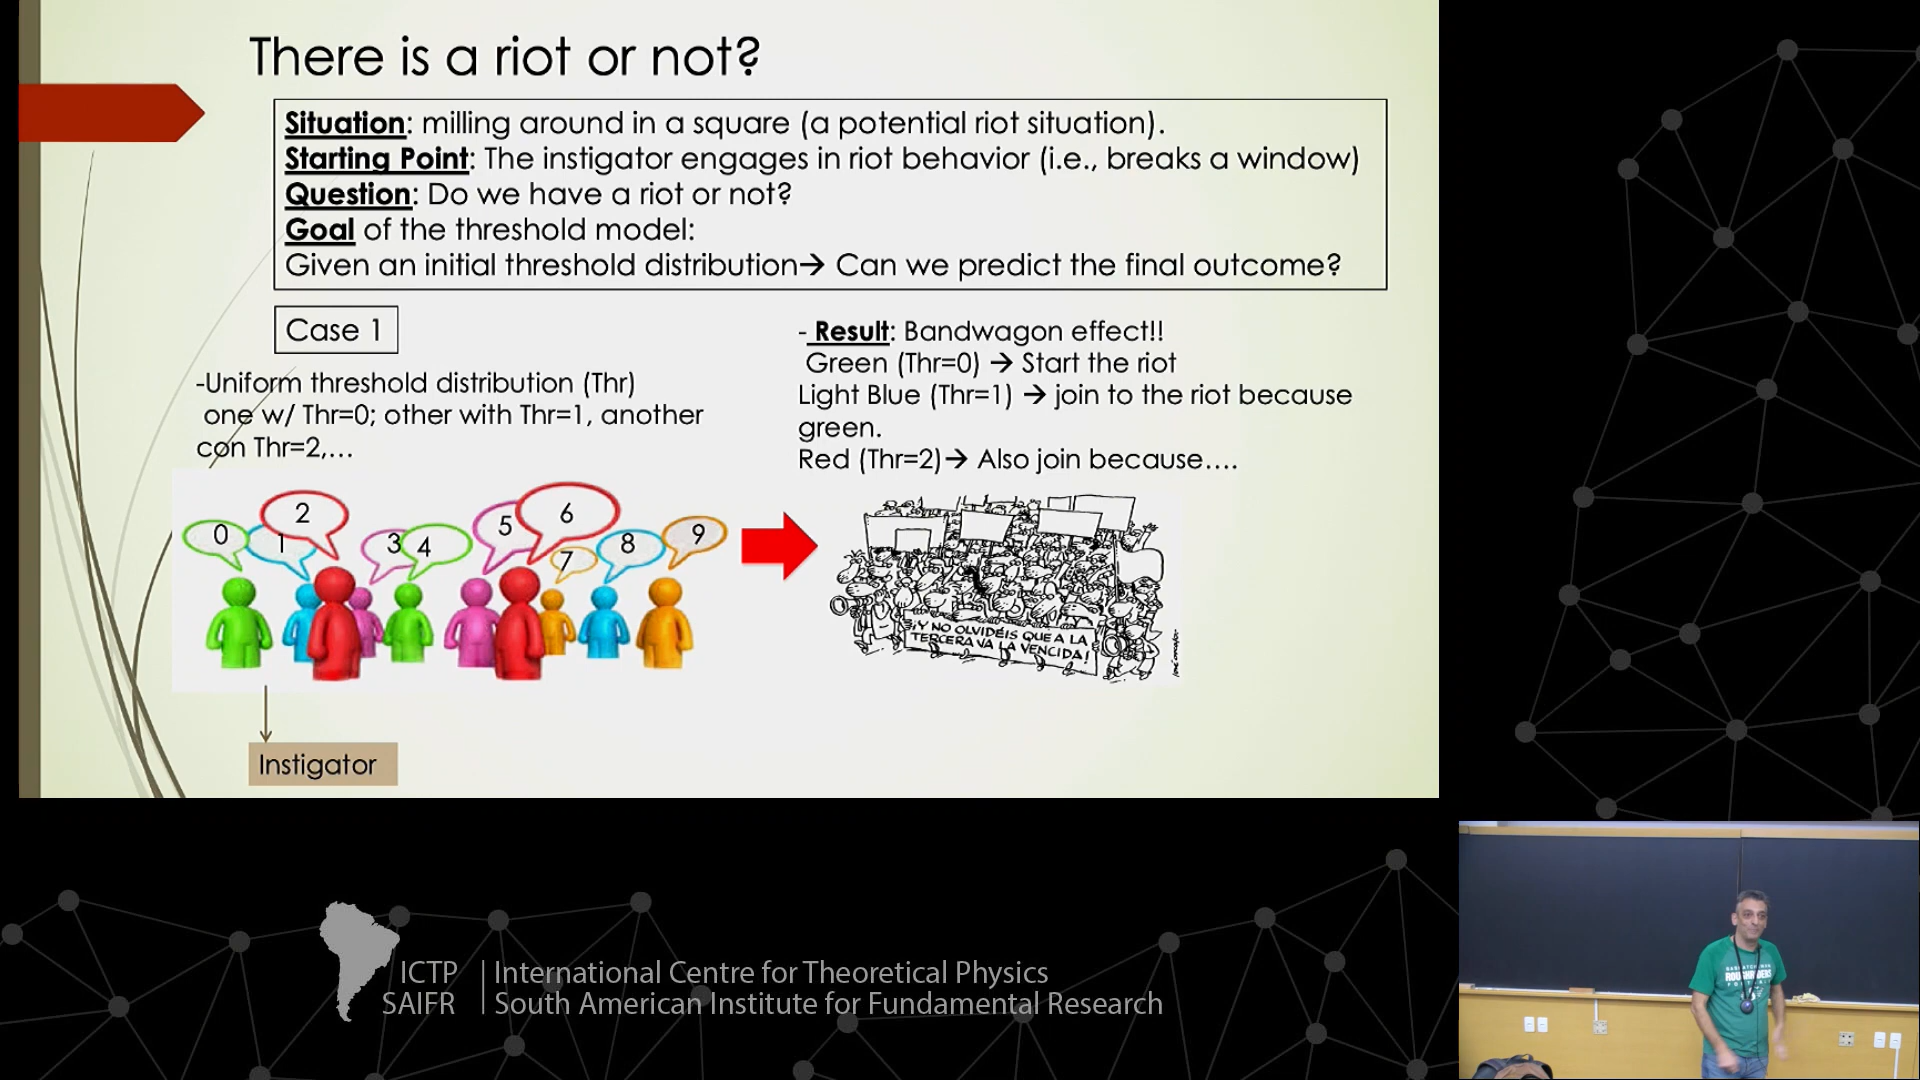 There is a riot or not?
Situation: milling around in a square (a potential riot situation).
Starting Point: The instigator engages in riot behavior (i.e., breaks a window)
Question: Do we have a riot or not?
Goal of the threshold model:
Given an initial threshold distribution→ Can we predict the final outcome?
Case 1
-Uniform threshold distribution (Thr)
one w/ Thr=0; other with Thr=1, another
con Thr=2,…
- Result: Bandwagon effect!!
Green (Thr=0) → Start the riot
Light Blue (Thr=1) → join to the riot because
green.
Red (Thr=2)→ Also join because….
0
1
2
3
4
5
6
7
8
9
¡Y NO OLVIDÉIS QUE A LA
TERCERA VA LA VENCIDA!
Instigator
ICTP
SAIFR
International Centre for Theoretical Physics
South American Institute for Fundamental Research
ROUGHRIDERS